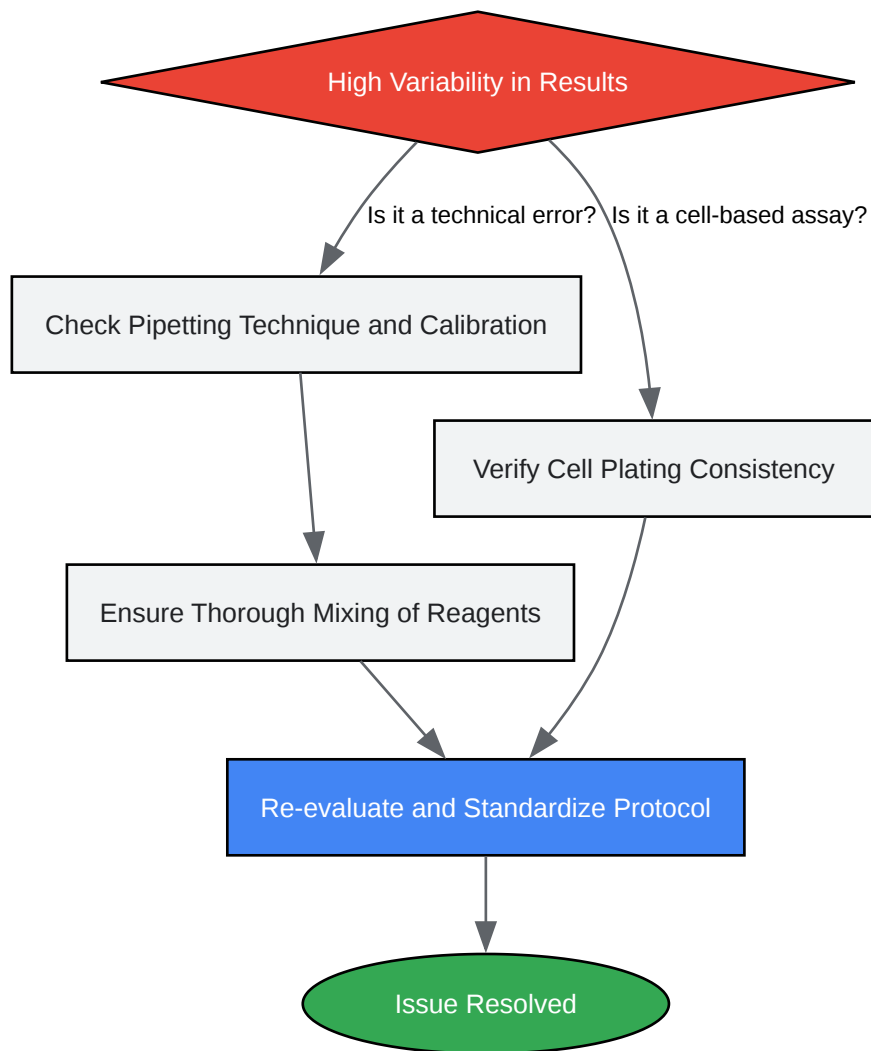 High Variability in Results
Is it a technical error?
Is it a cell-based assay?
Check Pipetting Technique and Calibration
Verify Cell Plating Consistency
Ensure Thorough Mixing of Reagents
Re-evaluate and Standardize Protocol
Issue Resolved